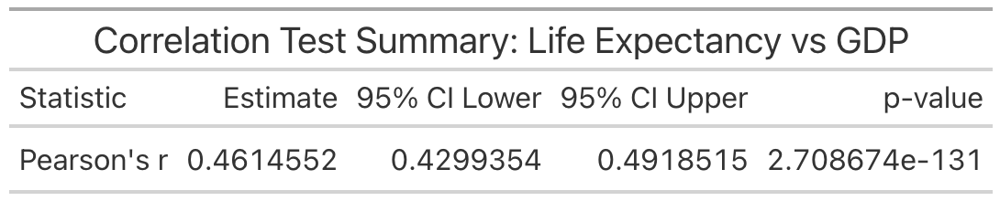 Correlation Test Summary: Life Expectancy vs GDP
Statistic Estimate 95% CI Lower 95% CI Upper p-value
Pearson's r 0.4614552 0.4299354 0.4918515 2.708674e-131